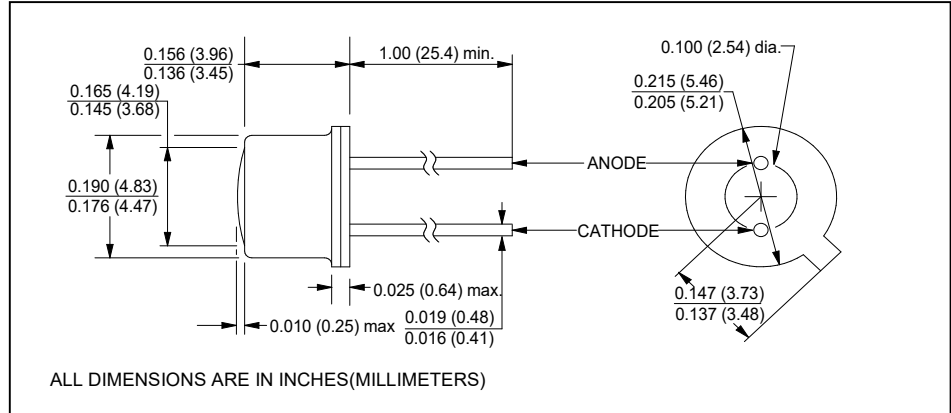 0.156 (3.96)
0.136 (3.45)
1.00 (25.4) min.
0.100 (2.54) dia.
0.165 (4.19)
0.145 (3.68)
0.215 (5.46)
0.205 (5.21)
ANODE
0.190 (4.83)
0.176 (4.47)
CATHODE
0.025 (0.64) max.
0.147 (3.73)
0.137 (3.48)
0.010 (0.25) max
0.019 (0.48)
0.016 (0.41)
ALL DIMENSIONS ARE IN INCHES(MILLIMETERS)